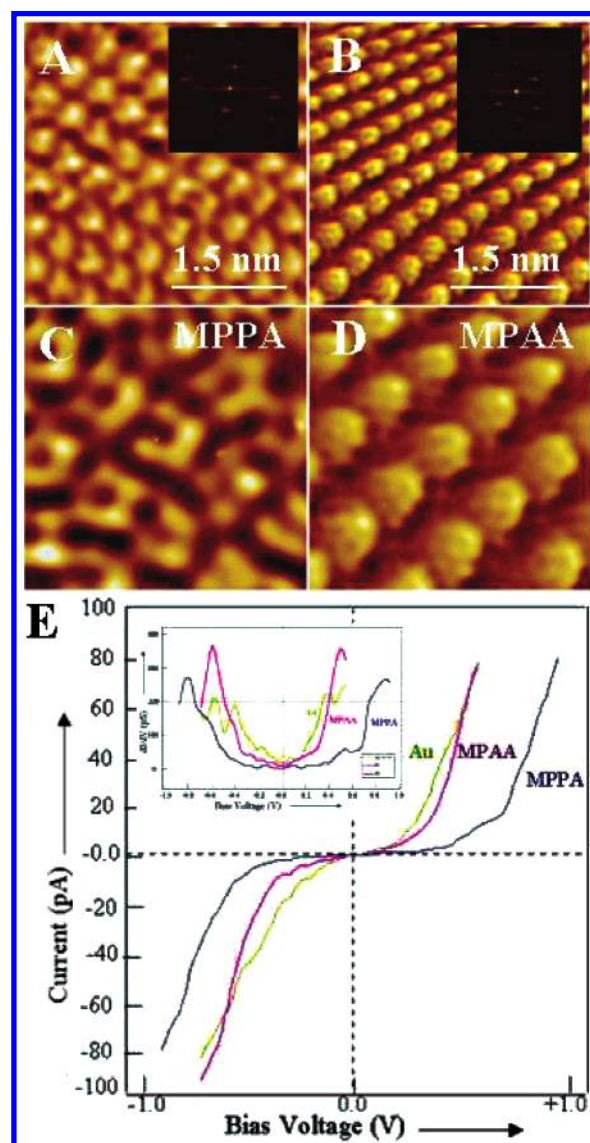 A
B
1.5 nm
1.5 nm
C
MPPA
D
MPAA
E
100
80
60
40
20
-0.0
-20
-40
-60
-80
-100
Current (pA)
Au
MPAA
MPPA
MPAA
MPPA
Bias Voltage (V)
-1.0
0.0
+1.0
Bias Voltage (V)